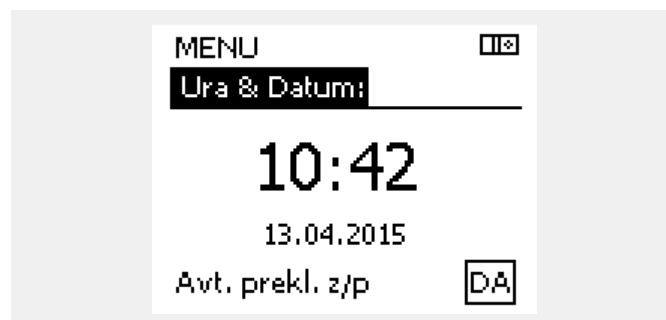 MENU
Ura & Datum:
10:42
13.04.2015
Avt. prekl. z/p DA